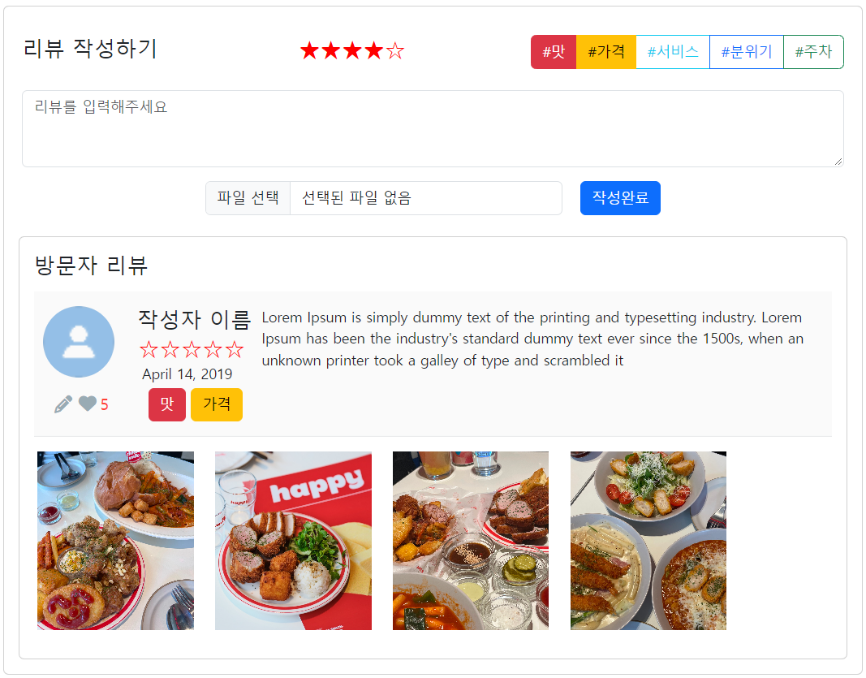 리뷰 작성하기
★★★★☆
#맛 #가격 #서비스 #분위기 #주차
리뷰를 입력해주세요
파일 선택 선택된 파일 없음 작성완료
방문자 리뷰
작성자 이름
☆☆☆☆☆
April 14, 2019
5
맛 가격
Lorem Ipsum is simply dummy text of the printing and typesetting industry. Lorem
Ipsum has been the industry's standard dummy text ever since the 1500s, when an
unknown printer took a galley of type and scrambled it
happy